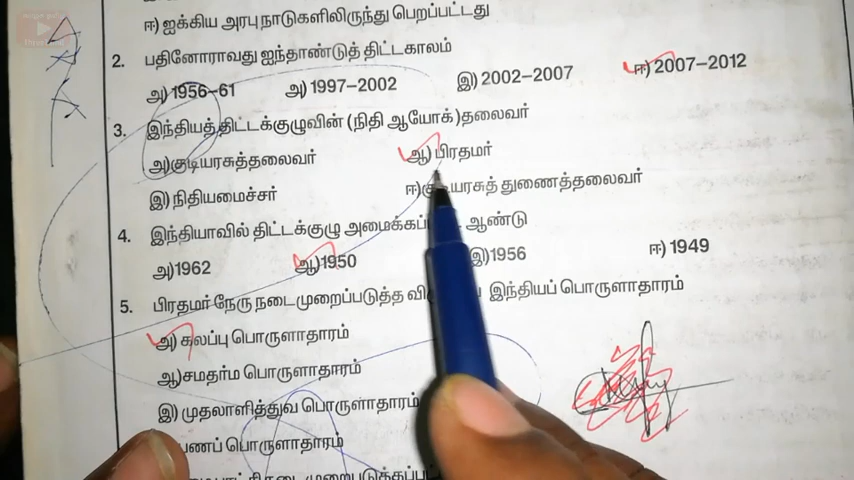 ஈ) ஐக்கிய அரபு நாடுகளிலிருந்து பெறப்பட்டது
2. பதினோராவது ஐந்தாண்டுத் திட்டகாலம்
அ) 1956-61 அ) 1997-2002 இ) 2002-2007 ஈ) 2007-2012
3. இந்தியத்திட்டக்குழுவின் (நிதி ஆயோக்)தலைவர்
அ)குடியரசுத்தலைவர் ஆ) பிரதமர்
இ) நிதியமைச்சர் ஈ)குடியரசுத் துணைத்தலைவர்
4. இந்தியாவில் திட்டக்குழு ஆண்டு
அ)1962 ஆ)1950 இ)1956 ஈ) 1949
5. பிரதமர் நேரு நடைமுறைப்படுத்த இந்தியப் பொருளாதாரம்
அ) கலப்பு பொருளாதாரம்
ஆ)சமதர்ம பொருளாதாரம்
இ) முதலாளித்துவ பொருளாதாரம்
பணப் பொருளாதாரம்